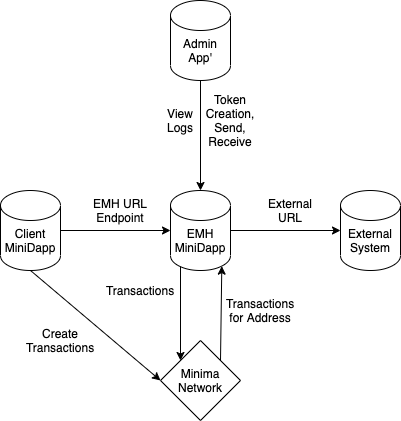 Admin
App'
View
Logs
Token
Creation,
Send,
Receive
Client
MiniDapp
EMH URL
Endpoint
EMH
MiniDapp
External
URL
External
System
Transactions
Transactions
for Address
Create
Transactions
Minima
Network